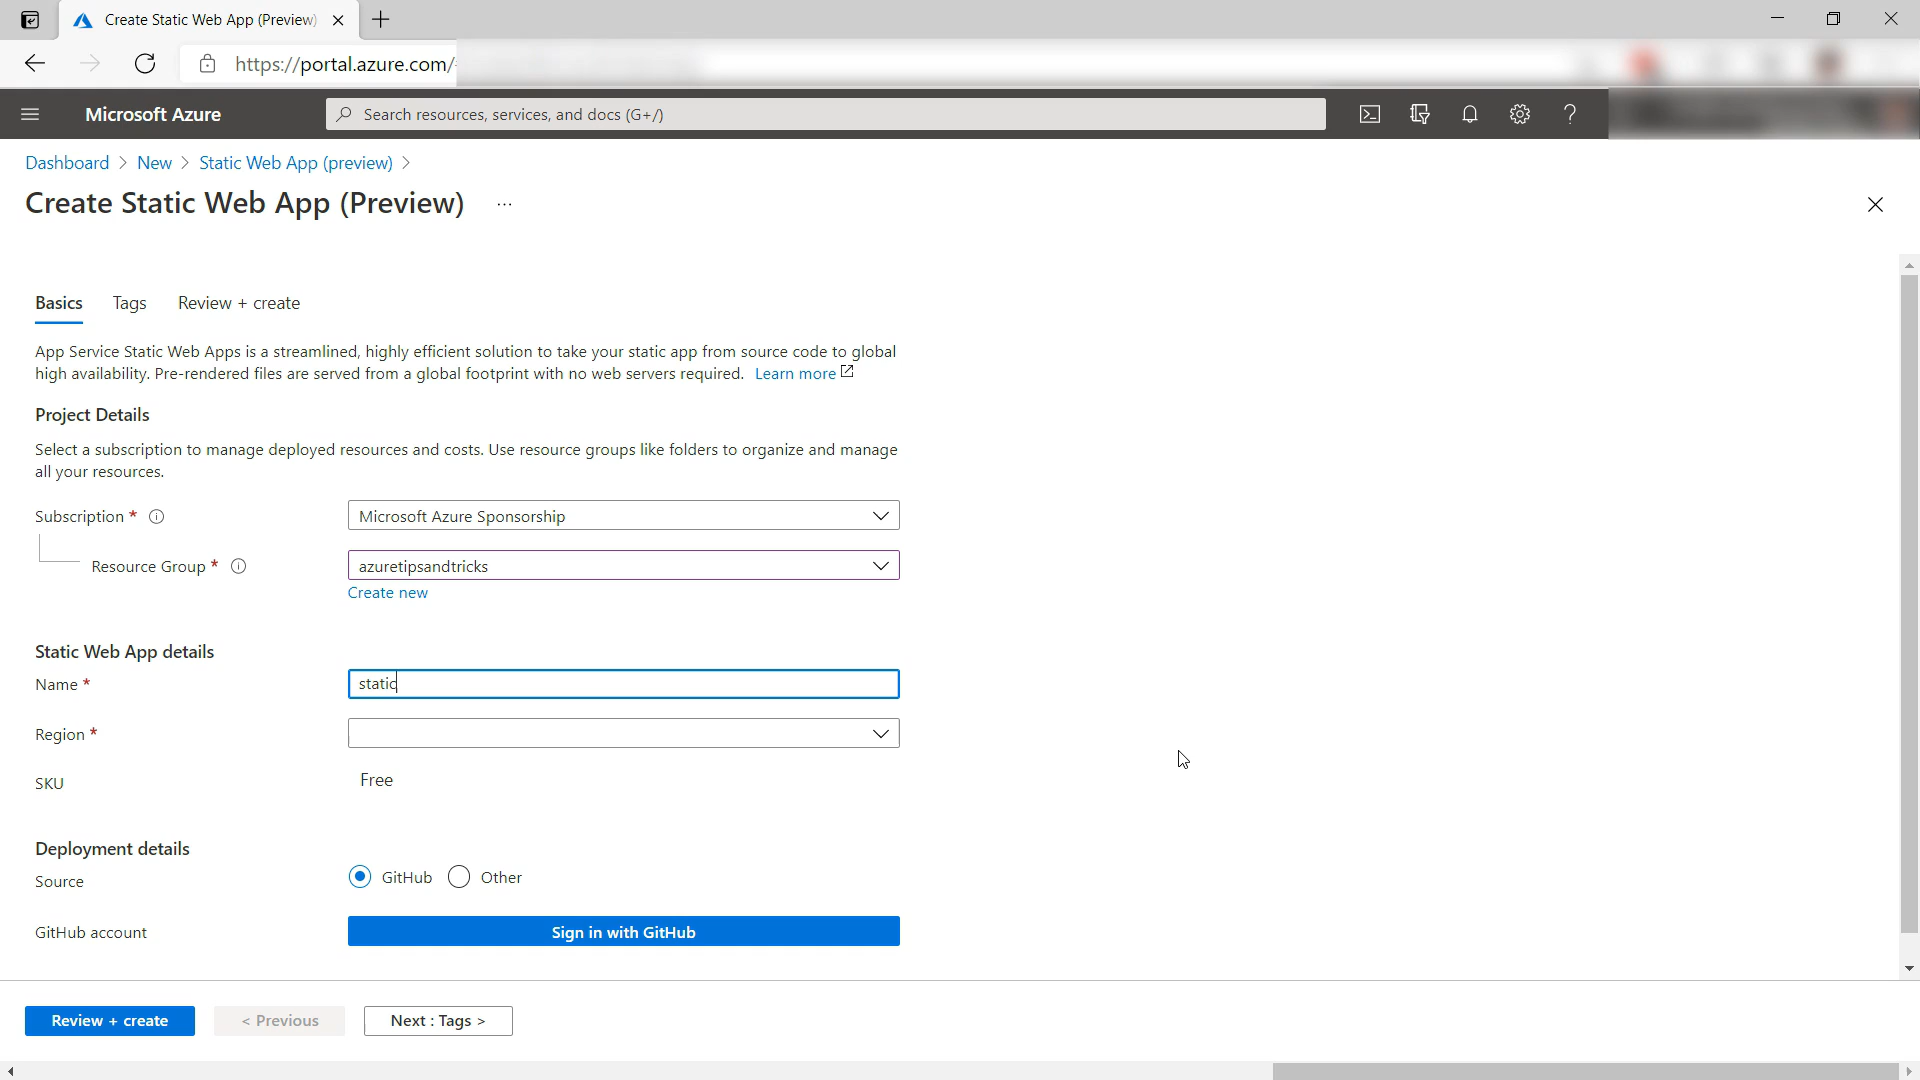 Create Static Web App (Preview)
https://portal.azure.com/
Microsoft Azure
Search resources, services, and docs (G+/)
Dashboard > New > Static Web App (preview) >
Create Static Web App (Preview) ...
Basics Tags Review + create
App Service Static Web Apps is a streamlined, highly efficient solution to take your static app from source code to global
high availability. Pre-rendered files are served from a global footprint with no web servers required. Learn more
Project Details
Select a subscription to manage deployed resources and costs. Use resource groups like folders to organize and manage
all your resources.
Subscription * Microsoft Azure Sponsorship
Resource Group * azuretipsandtricks
Create new
Static Web App details
Name * static
Region *
SKU Free
Deployment details
Source GitHub Other
GitHub account Sign in with GitHub
Review + create < Previous Next : Tags >